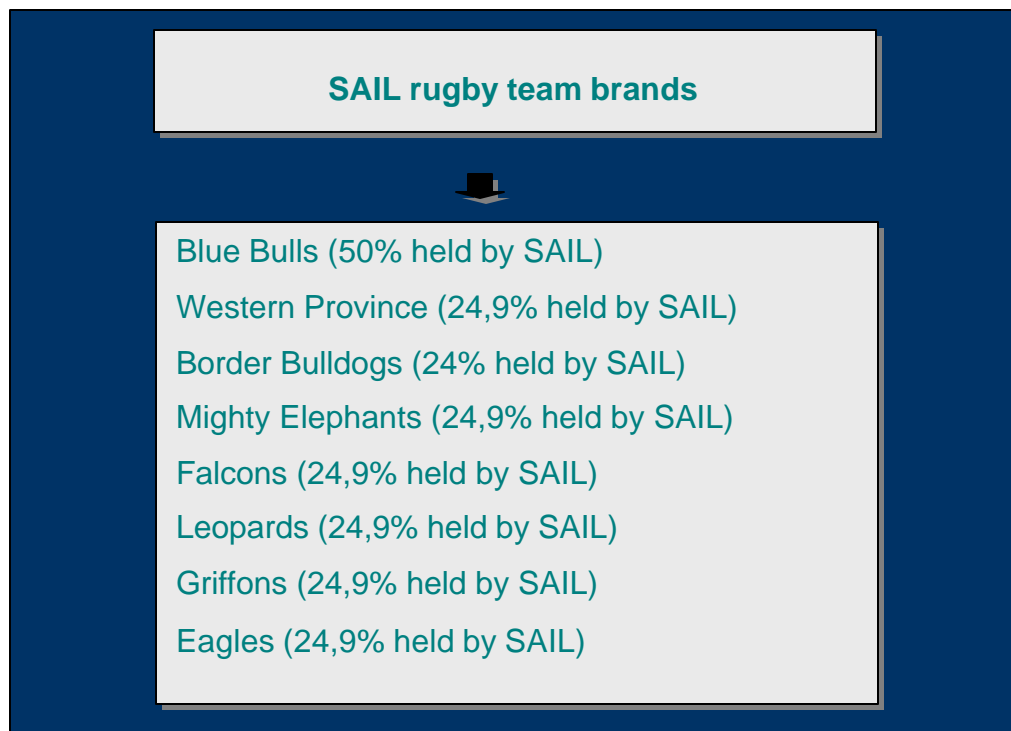 SAIL rugby team brands
Blue Bulls (50% held by SAIL)
Western Province (24,9% held by SAIL)
Border Bulldogs (24% held by SAIL)
Mighty Elephants (24,9% held by SAIL)
Falcons (24,9% held by SAIL)
Leopards (24,9% held by SAIL)
Griffons (24,9% held by SAIL)
Eagles (24,9% held by SAIL)